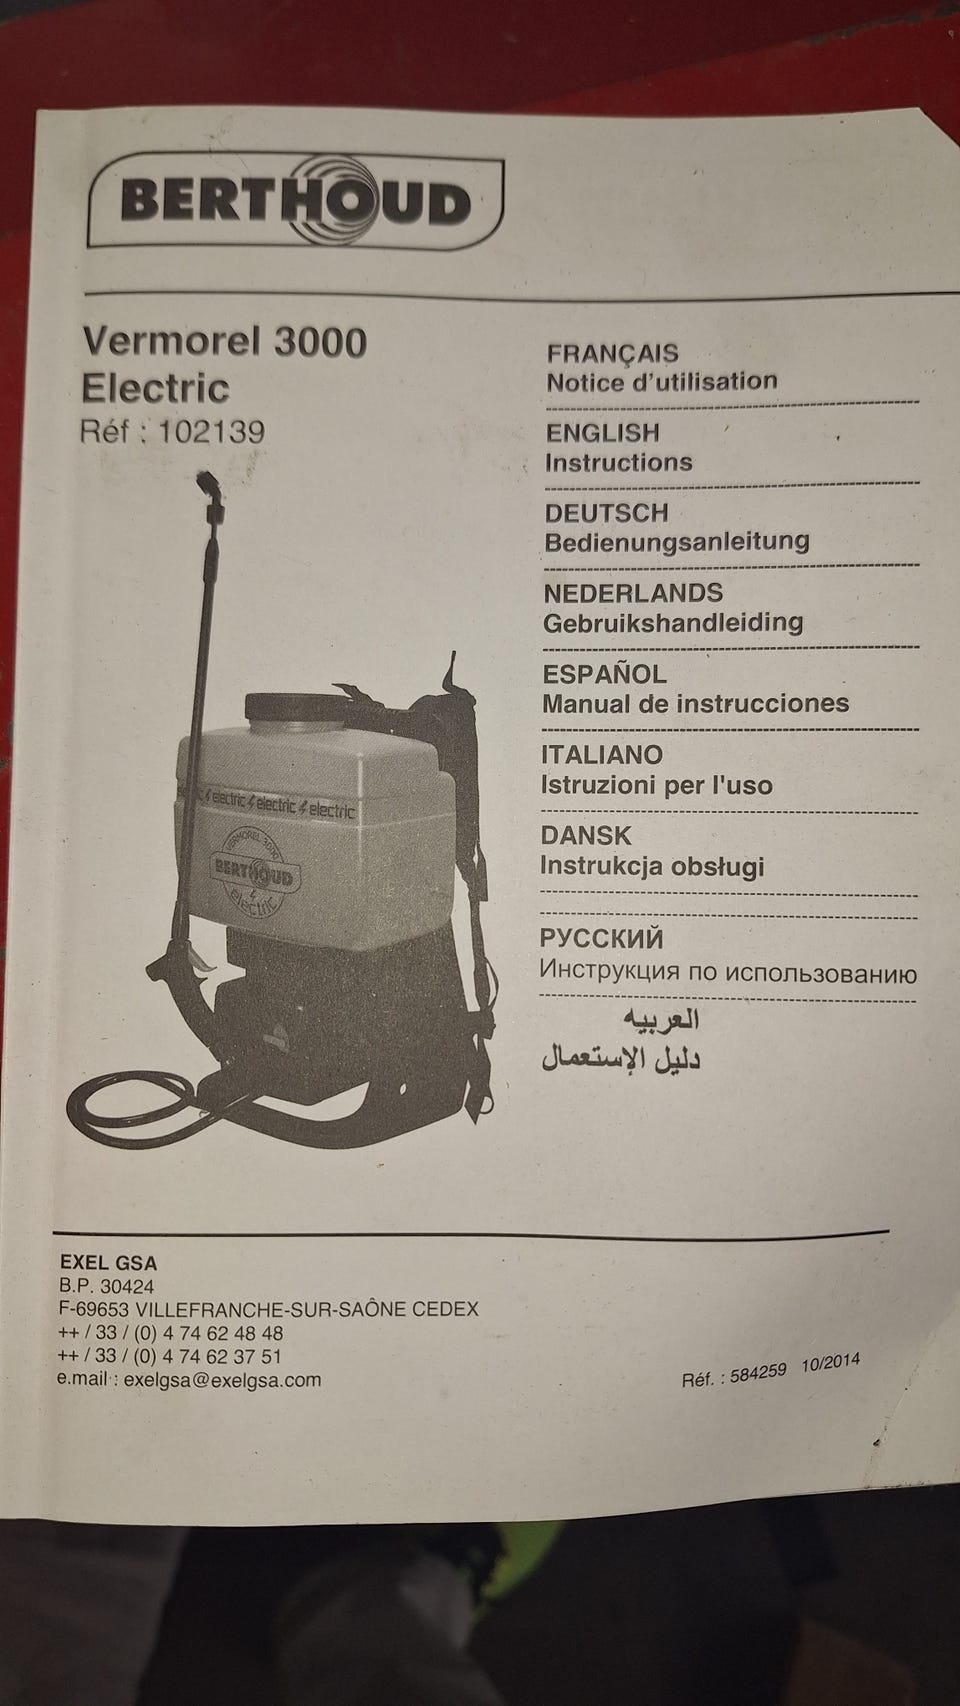 BERTHOUD
Vermorel 3000
Electric
Réf : 102139
electric electric electric
VERMOREL 3000
BERTHOUD
electric
FRANÇAIS
Notice d'utilisation
ENGLISH
Instructions
DEUTSCH
Bedienungsanleitung
NEDERLANDS
Gebruikshandleiding
ESPAÑOL
Manual de instrucciones
ITALIANO
Istruzioni per l'uso
DANSK
Instrukcja obsługi
РУССКИЙ
Инструкция по использованию
العربيه
دليل الإستعمال
EXEL GSA
B.P. 30424
F-69653 VILLEFRANCHE-SUR-SAÔNE CEDEX
++ / 33 / (0) 4 74 62 48 48
++ / 33 / (0) 4 74 62 37 51
e.mail : exelgsa@exelgsa.com
Réf. : 584259 10/2014